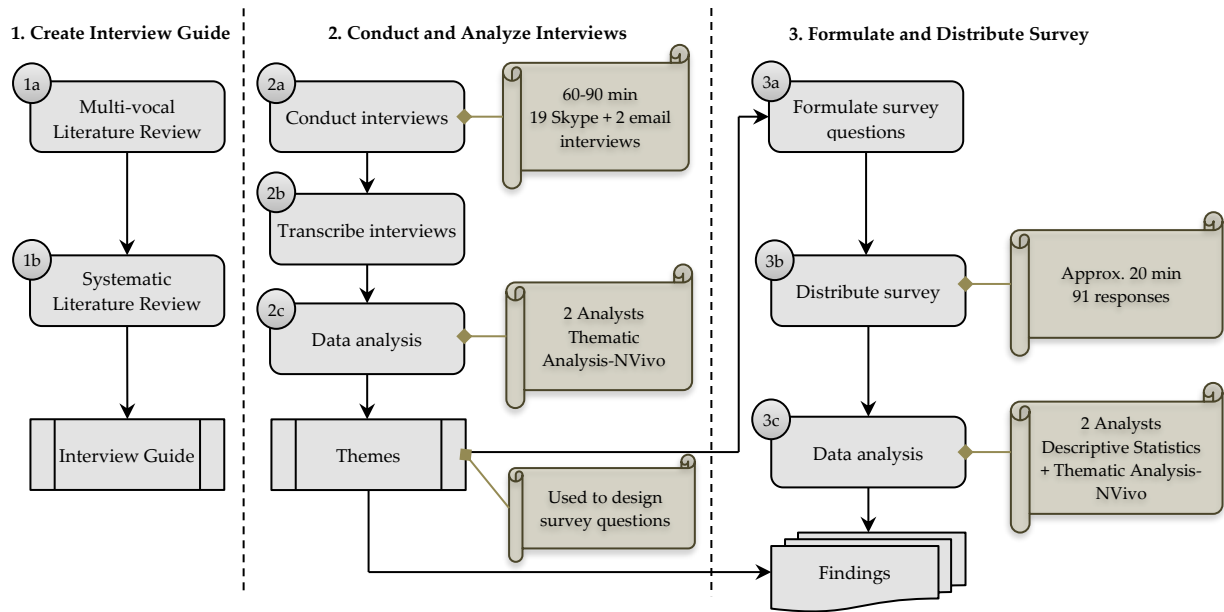 1. Create Interview Guide
1a
Multi-vocal
Literature Review
1b
Systematic
Literature Review
Interview Guide
2. Conduct and Analyze Interviews
2a
Conduct interviews
60-90 min
19 Skype + 2 email
interviews
2b
Transcribe interviews
2c
Data analysis
2 Analysts
Thematic
Analysis-NVivo
Themes
Used to design
survey questions
3. Formulate and Distribute Survey
3a
Formulate survey
questions
3b
Distribute survey
Approx. 20 min
91 responses
3c
Data analysis
2 Analysts
Descriptive Statistics
+ Thematic Analysis-
NVivo
Findings